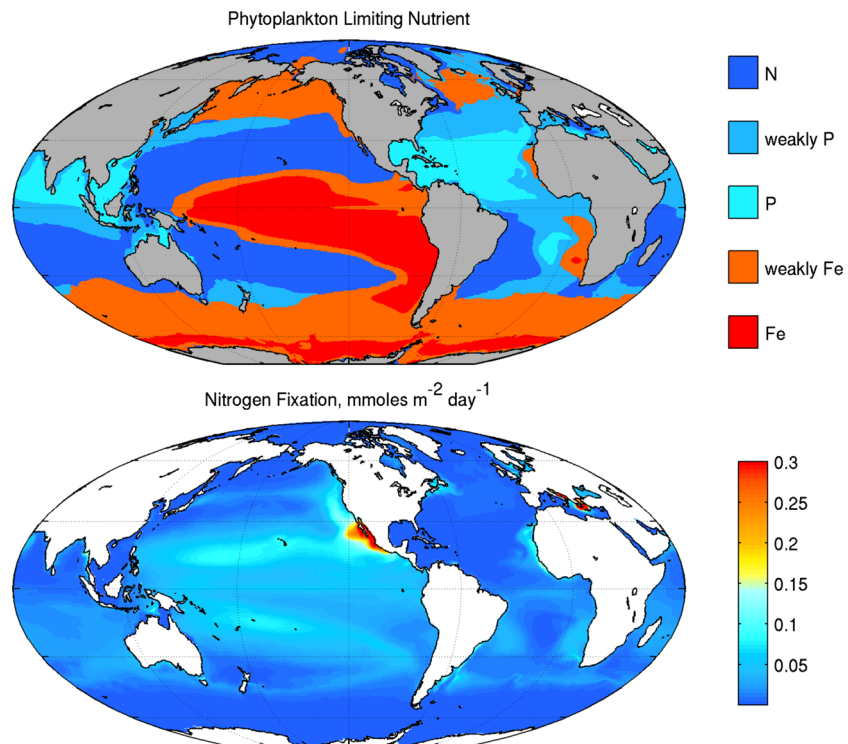 Phytoplankton Limiting Nutrient
N
weakly P
P
weakly Fe
Fe
Nitrogen Fixation, mmoles m⁻² day⁻¹
0.3
0.25
0.2
0.15
0.1
0.05